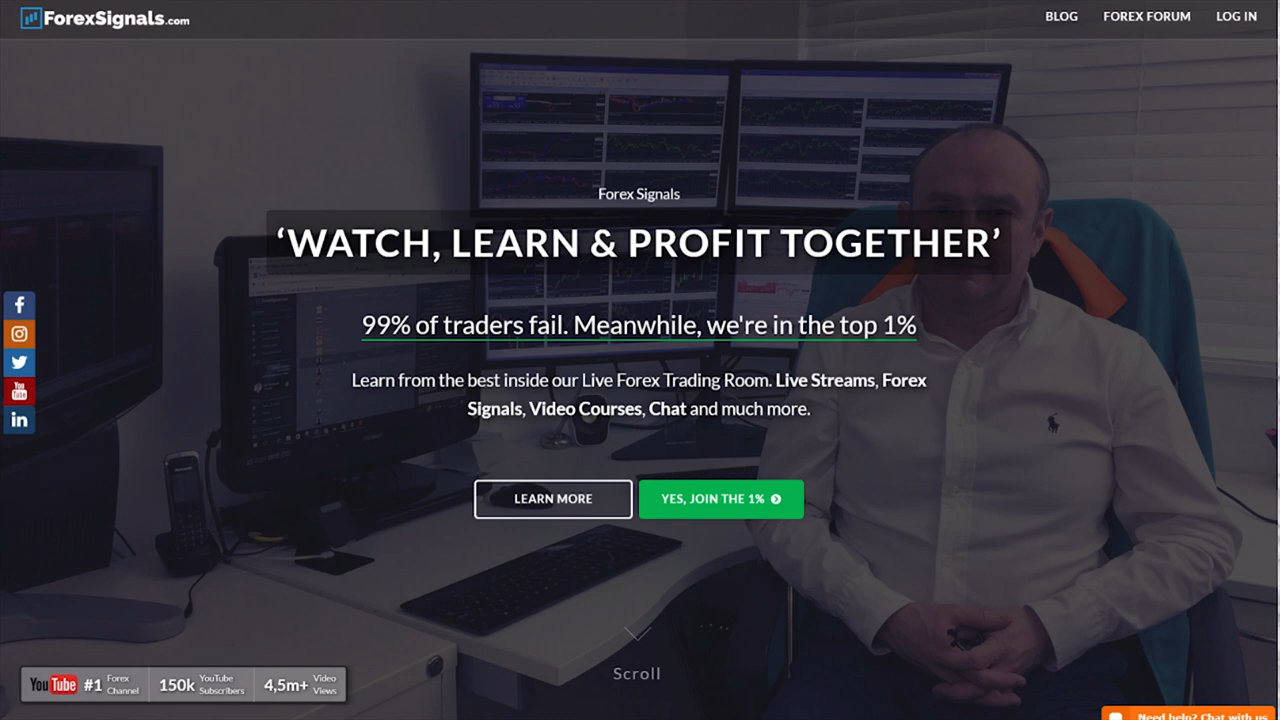 ForexSignals.com
BLOG
FOREX FORUM
LOG IN
Forex Signals
‘WATCH, LEARN & PROFIT TOGETHER’
99% of traders fail. Meanwhile, we're in the top 1%
Learn from the best inside our Live Forex Trading Room. Live Streams, Forex
Signals, Video Courses, Chat and much more.
LEARN MORE
YES, JOIN THE 1%
Scroll
YouTube #1 Forex Channel
150k YouTube Subscribers
4,5m+ Video Views
Need help? Chat with us
You Tube
in